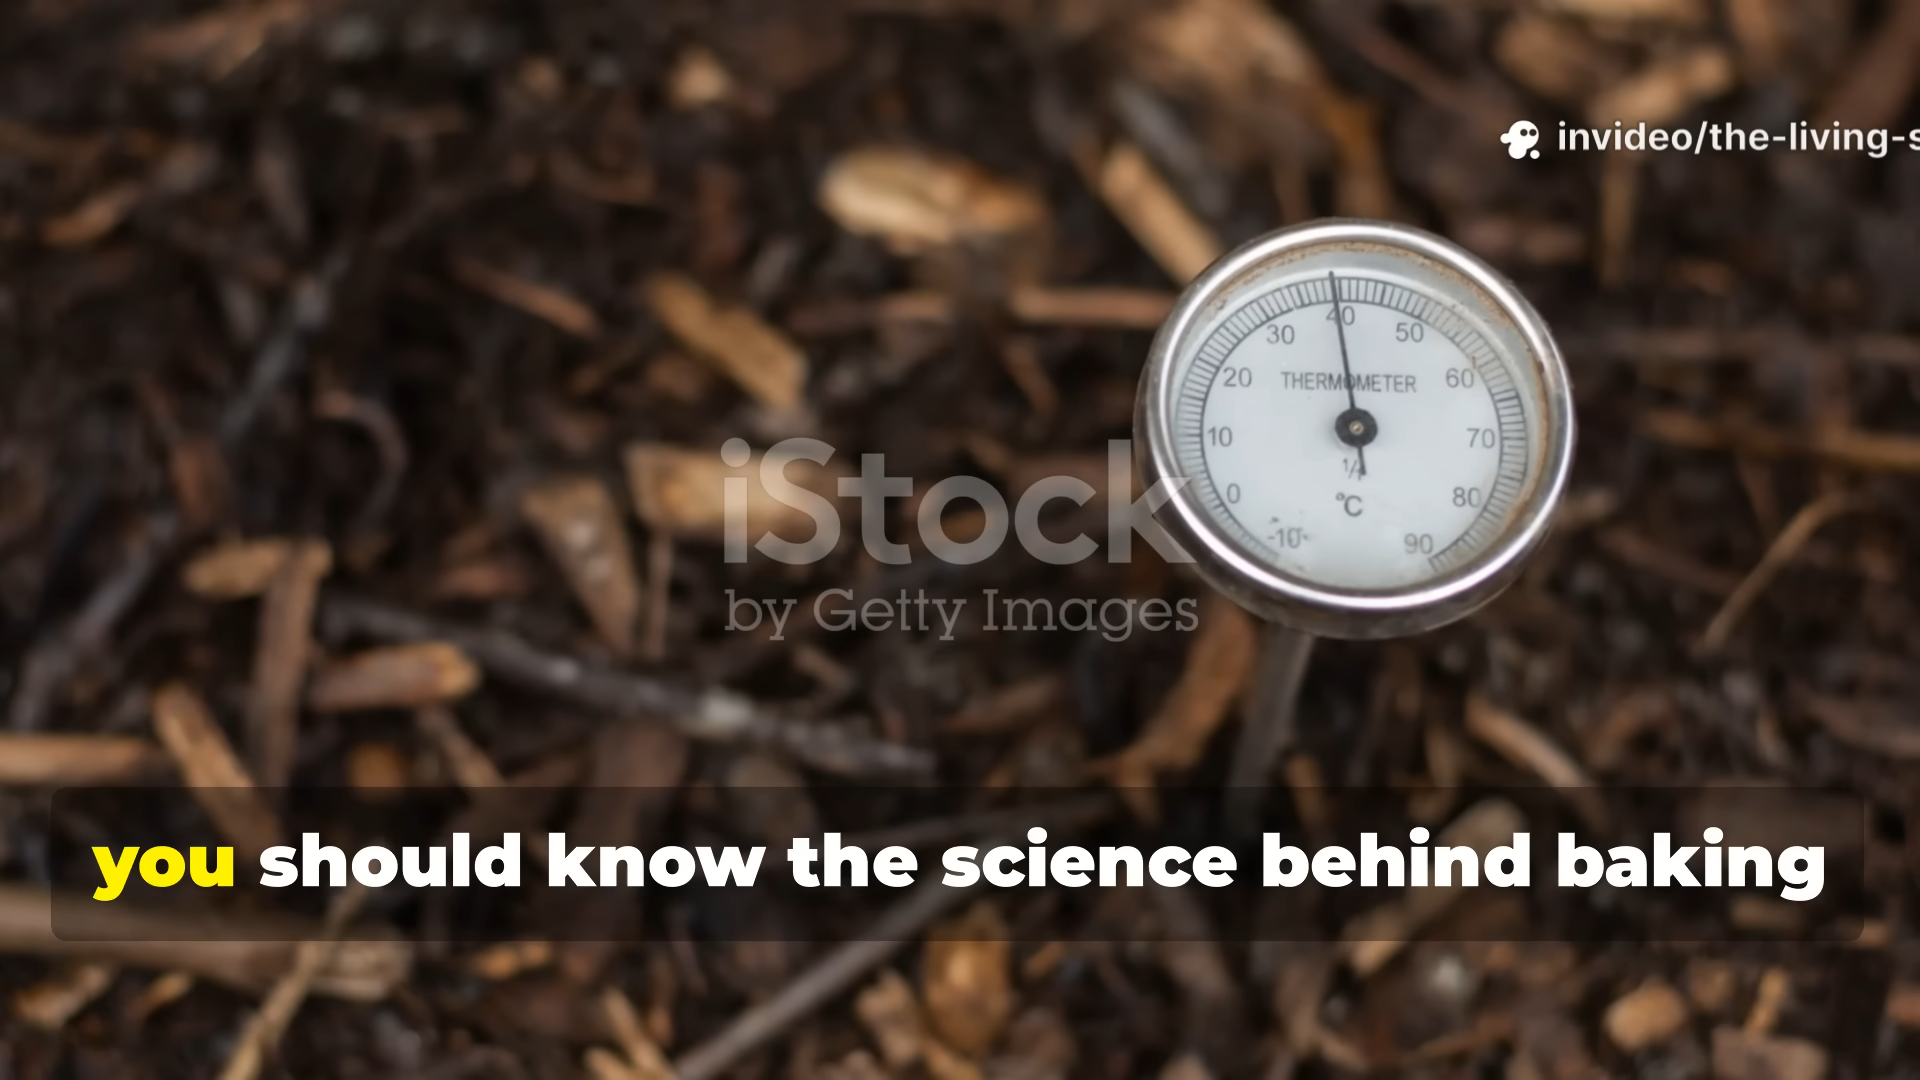 invideo/the-living-s
30 40 50
20 THERMOMETER 60
10 70
0 80
°C
-10 90
iStock
by Getty Images
you should know the science behind baking